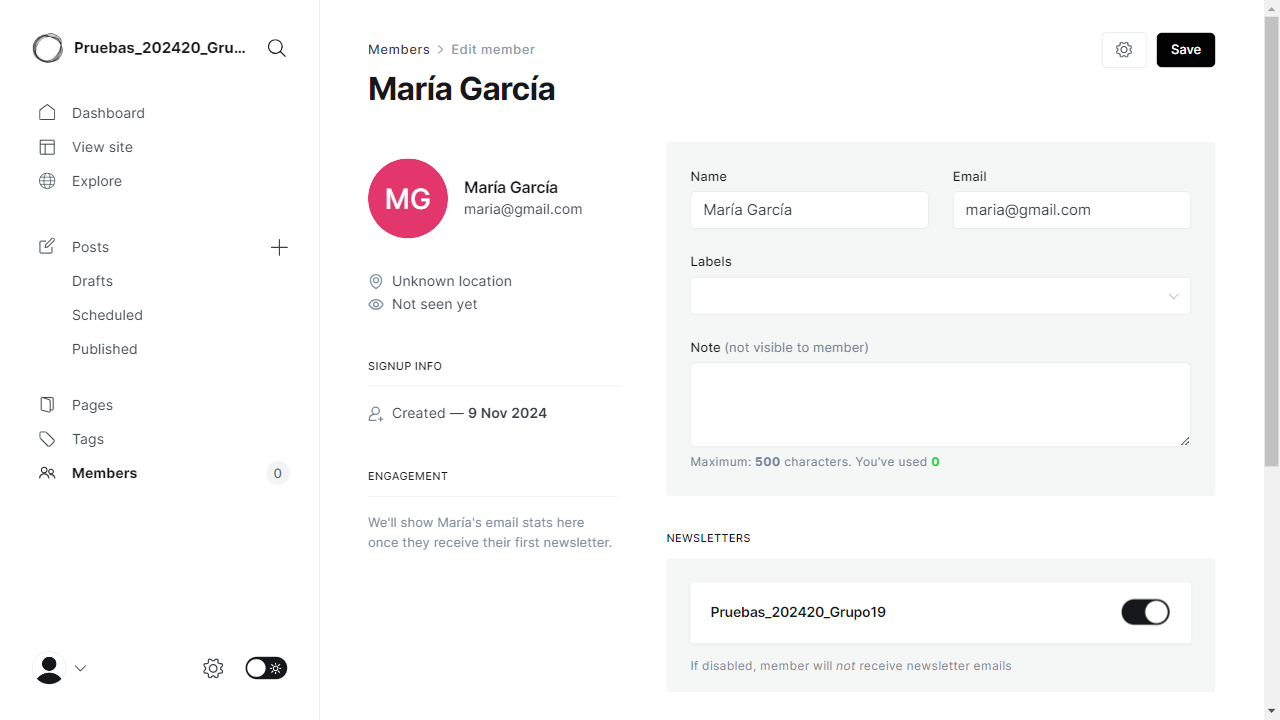 Pruebas_202420_Gru...
Dashboard
View site
Explore
Posts
Drafts
Scheduled
Published
Pages
Tags
Members
0
Members
Edit member
Save
María García
MG
María García
maria@gmail.com
Unknown location
Not seen yet
SIGNUP INFO
Created — 9 Nov 2024
ENGAGEMENT
We'll show María's email stats here
once they receive their first newsletter.
Name
Email
María García
maria@gmail.com
Labels
Note (not visible to member)
Maximum: 500 characters. You've used 0
NEWSLETTERS
Pruebas_202420_Grupo19
If disabled, member will not receive newsletter emails